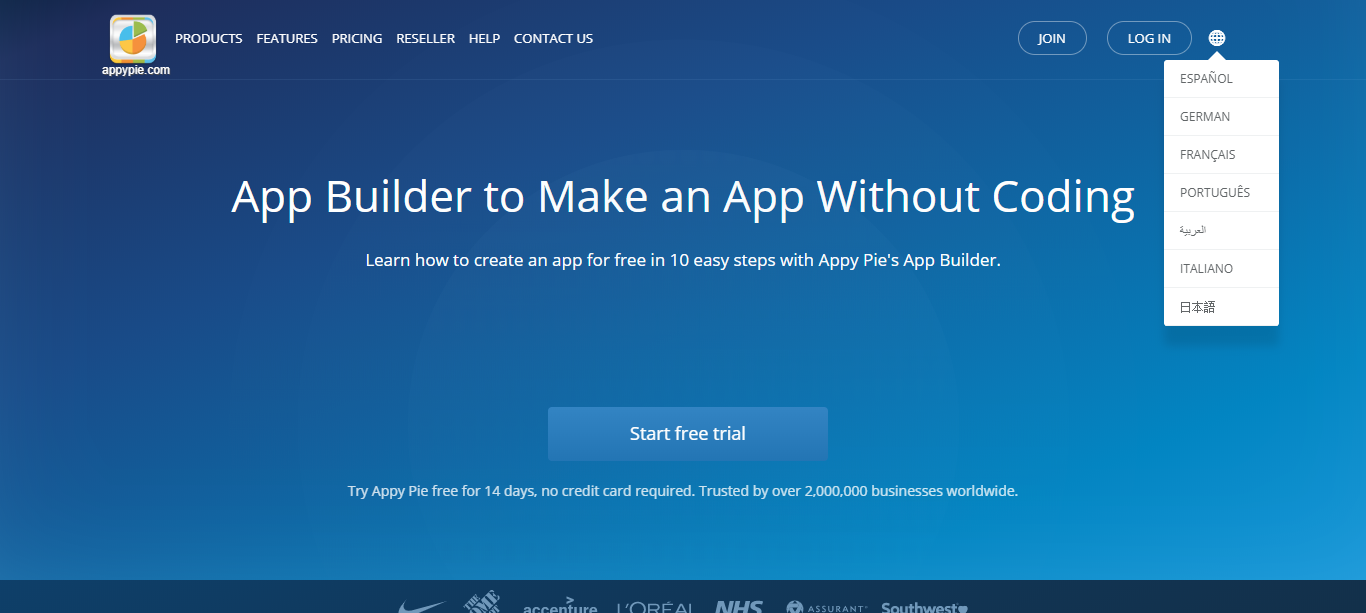 appypie.com
PRODUCTS FEATURES PRICING RESELLER HELP CONTACT US JOIN LOG IN
ESPAÑOL
GERMAN
FRANÇAIS
PORTUGUÊS
العربية
ITALIANO
日本語
App Builder to Make an App Without Coding
Learn how to create an app for free in 10 easy steps with Appy Pie's App Builder.
Start free trial
Try Appy Pie free for 14 days, no credit card required. Trusted by over 2,000,000 businesses worldwide.
THE HOME accenture L'ORÉAL NHS ASSURANT Southwest